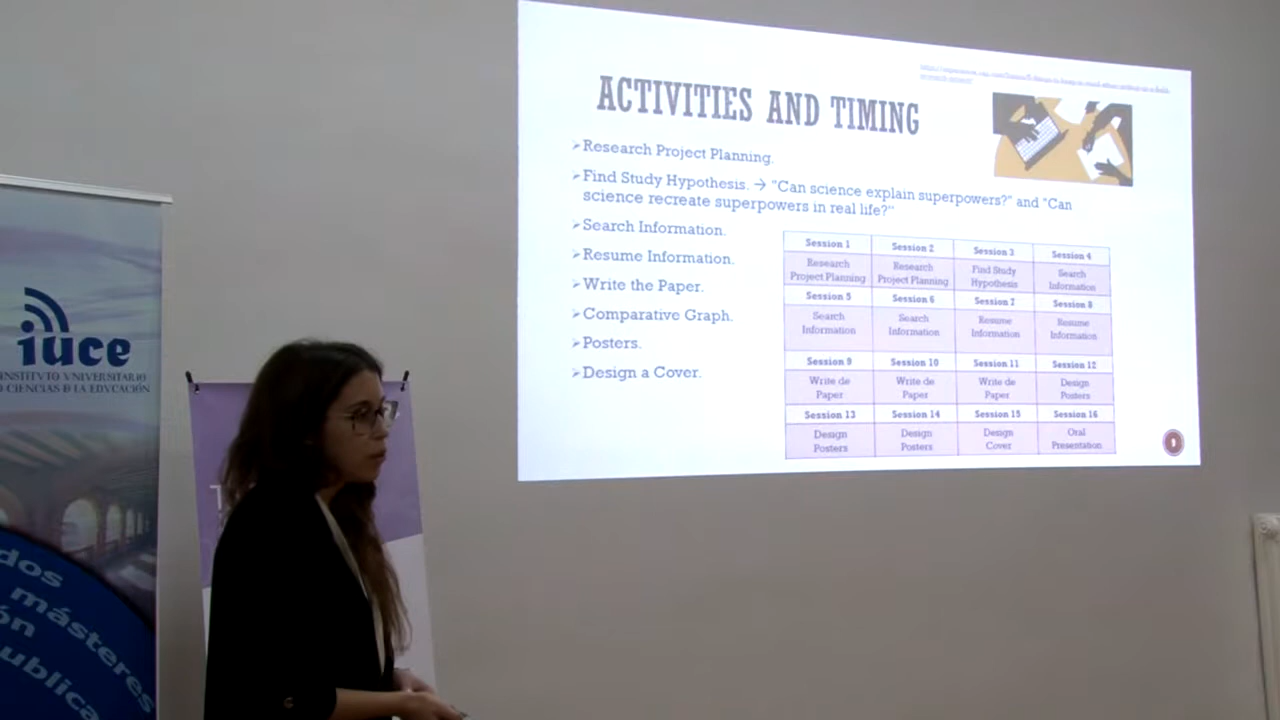 ACTIVITIES AND TIMING
Research Project Planning.
Find Study Hypothesis. → "Can science explain superpowers?" and "Can
science recreate superpowers in real life?"
Search Information.
Resume Information.
Write the Paper.
Comparative Graph.
Posters.
Design a Cover.
Session 1 Session 2 Session 3 Session 4
Research Research Find Study Search
Project Planning Project Planning Hypothesis Information
Session 5 Session 6 Session 7 Session 8
Search Search Resume Resume
Information Information Information Information
Session 9 Session 10 Session 11 Session 12
Write de Write de Write de Design
Paper Paper Paper Posters
Session 13 Session 14 Session 15 Session 16
Design Design Design Oral
Posters Posters Cover Presentation
iuce
INSTITVTO VNIVERSITARIO
CIENCIAS D LA EDVCACIÓN
dos
másteres
ón
ublica
T